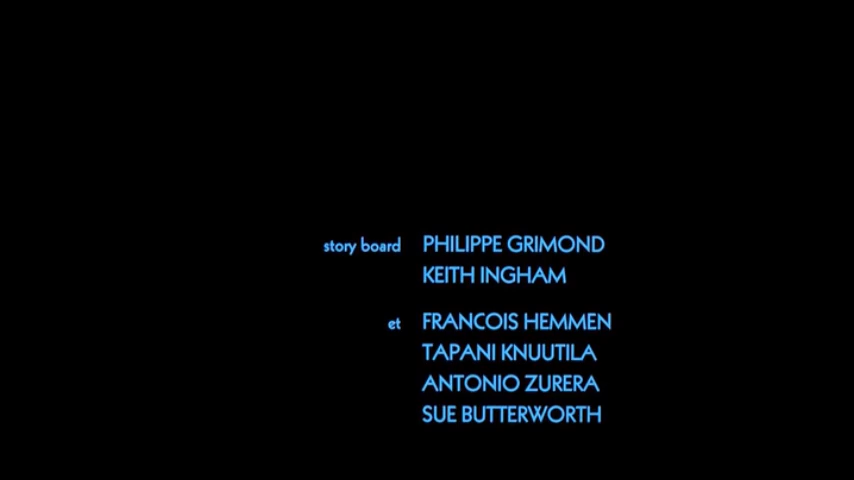 story board PHILIPPE GRIMOND
KEITH INGHAM
et FRANCOIS HEMMEN
TAPANI KNUUTILA
ANTONIO ZURERA
SUE BUTTERWORTH